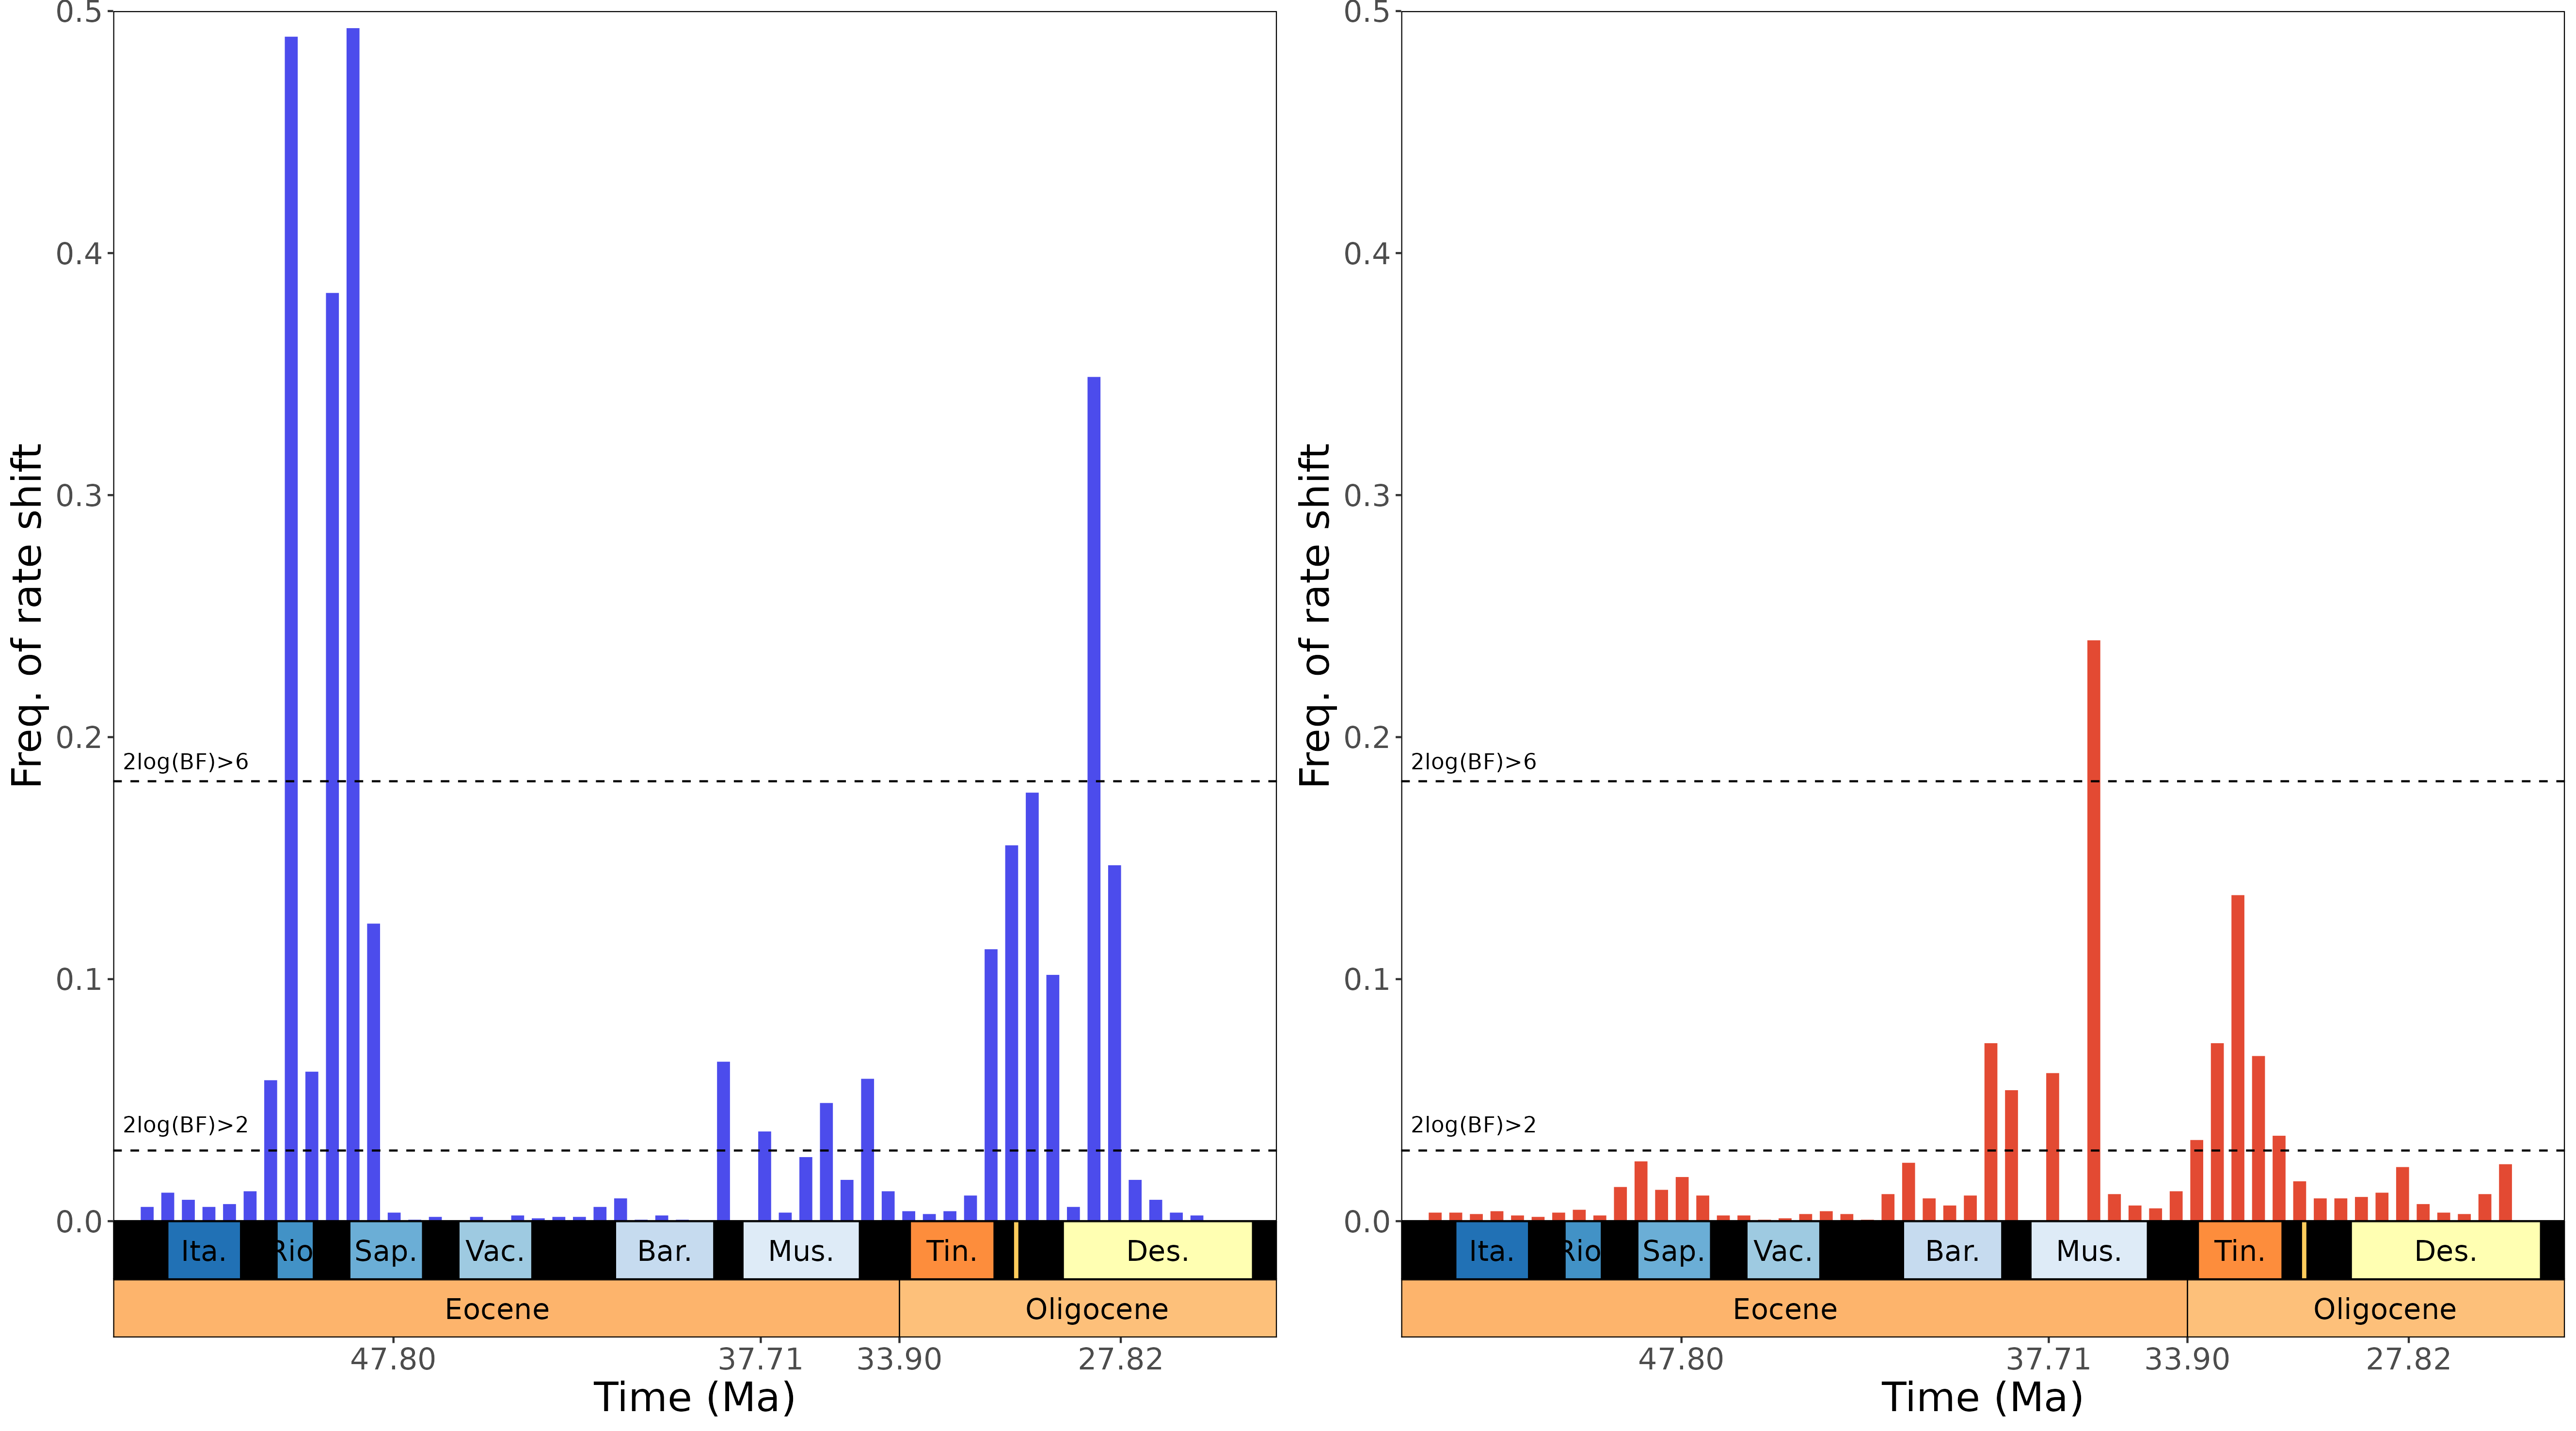 Freq. of rate shift
0.5
0.4
0.3
0.2
0.1
0.0
2log(BF)>6
2log(BF)>2
Ita. Rio Sap. Vac. Bar. Mus. Tin. Des.
Eocene Oligocene
47.80 37.71 33.90 27.82
Time (Ma)
Freq. of rate shift
0.5
0.4
0.3
0.2
0.1
0.0
2log(BF)>6
2log(BF)>2
Ita. Rio Sap. Vac. Bar. Mus. Tin. Des.
Eocene Oligocene
47.80 37.71 33.90 27.82
Time (Ma)